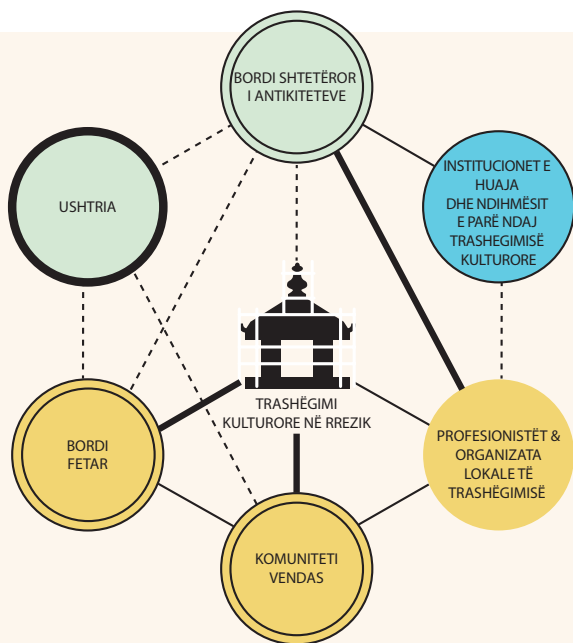 BORDI SHTETËROR
I ANTIKITETEVE
USHTRIA
INSTITUCIONET E
HUAJA
DHE NDIHMËSIT
E PARË NDAJ
TRASHEGIMISË
KULTURORE
TRASHËGIMI
KULTURORE NË RREZIK
BORDI
FETAR
PROFESIONISTËT &
ORGANIZATA
LOKALE TË
TRASHËGIMISË
KOMUNITETI
VENDAS